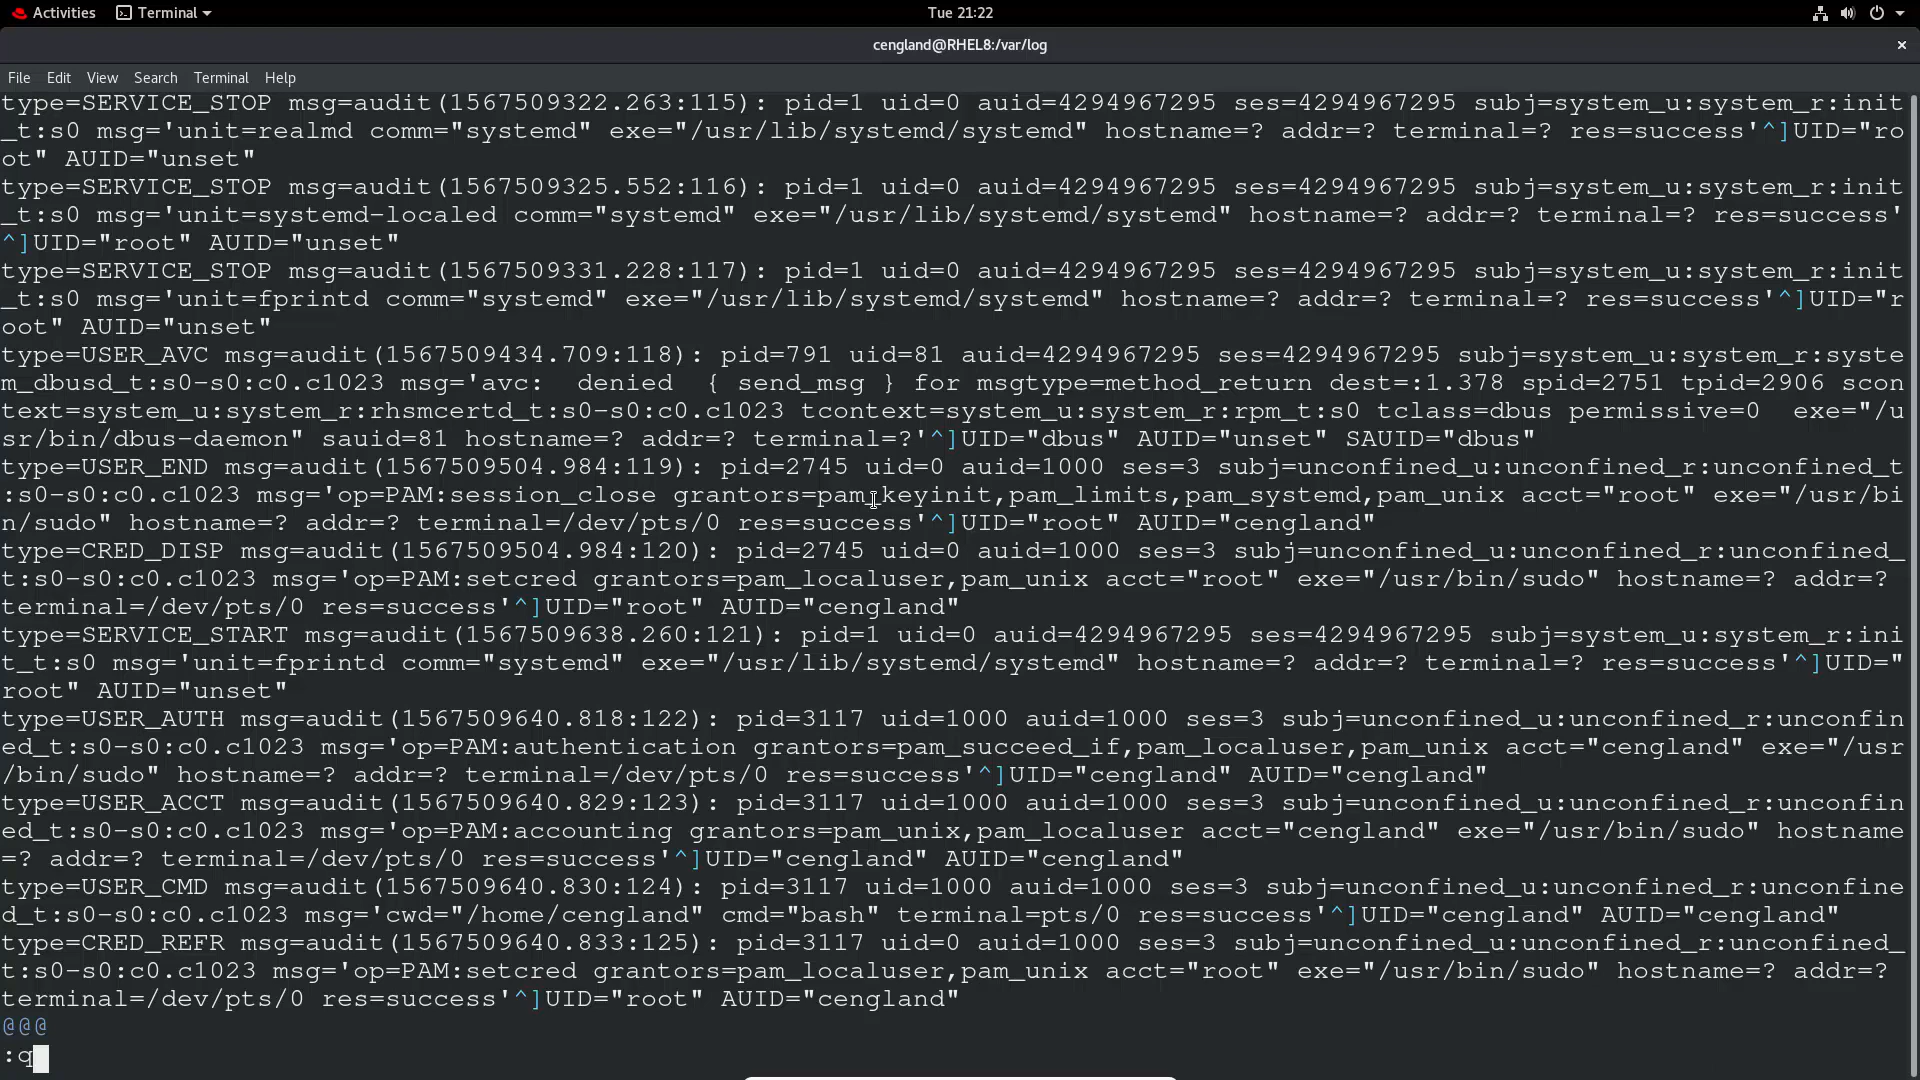 Activities Terminal Tue 21:22
cengland@RHEL8:/var/log ×
File Edit View Search Terminal Help
type=SERVICE_STOP msg=audit(1567509322.263:115): pid=1 uid=0 auid=4294967295 ses=4294967295 subj=system_u:system_r:init
_t:s0 msg='unit=realmd comm="systemd" exe="/usr/lib/systemd/systemd" hostname=? addr=? terminal=? res=success'^]UID="ro
ot" AUID="unset"
type=SERVICE_STOP msg=audit(1567509325.552:116): pid=1 uid=0 auid=4294967295 ses=4294967295 subj=system_u:system_r:init
_t:s0 msg='unit=systemd-localed comm="systemd" exe="/usr/lib/systemd/systemd" hostname=? addr=? terminal=? res=success'
^]UID="root" AUID="unset"
type=SERVICE_STOP msg=audit(1567509331.228:117): pid=1 uid=0 auid=4294967295 ses=4294967295 subj=system_u:system_r:init
_t:s0 msg='unit=fprintd comm="systemd" exe="/usr/lib/systemd/systemd" hostname=? addr=? terminal=? res=success'^]UID="r
oot" AUID="unset"
type=USER_AVC msg=audit(1567509434.709:118): pid=791 uid=81 auid=4294967295 ses=4294967295 subj=system_u:system_r:syste
m_dbusd_t:s0-s0:c0.c1023 msg='avc:  denied  { send_msg } for msgtype=method_return dest=:1.378 spid=2751 tpid=2906 scon
text=system_u:system_r:rhsmcertd_t:s0-s0:c0.c1023 tcontext=system_u:system_r:rpm_t:s0 tclass=dbus permissive=0  exe="/u
sr/bin/dbus-daemon" sauid=81 hostname=? addr=? terminal=?'^]UID="dbus" AUID="unset" SAUID="dbus"
type=USER_END msg=audit(1567509504.984:119): pid=2745 uid=0 auid=1000 ses=3 subj=unconfined_u:unconfined_r:unconfined_t
:s0-s0:c0.c1023 msg='op=PAM:session_close grantors=pam_keyinit,pam_limits,pam_systemd,pam_unix acct="root" exe="/usr/bi
n/sudo" hostname=? addr=? terminal=/dev/pts/0 res=success'^]UID="root" AUID="cengland"
type=CRED_DISP msg=audit(1567509504.984:120): pid=2745 uid=0 auid=1000 ses=3 subj=unconfined_u:unconfined_r:unconfined_
t:s0-s0:c0.c1023 msg='op=PAM:setcred grantors=pam_localuser,pam_unix acct="root" exe="/usr/bin/sudo" hostname=? addr=?
terminal=/dev/pts/0 res=success'^]UID="root" AUID="cengland"
type=SERVICE_START msg=audit(1567509638.260:121): pid=1 uid=0 auid=4294967295 ses=4294967295 subj=system_u:system_r:ini
t_t:s0 msg='unit=fprintd comm="systemd" exe="/usr/lib/systemd/systemd" hostname=? addr=? terminal=? res=success'^]UID="
root" AUID="unset"
type=USER_AUTH msg=audit(1567509640.818:122): pid=3117 uid=1000 auid=1000 ses=3 subj=unconfined_u:unconfined_r:unconfin
ed_t:s0-s0:c0.c1023 msg='op=PAM:authentication grantors=pam_succeed_if,pam_localuser,pam_unix acct="cengland" exe="/usr
/bin/sudo" hostname=? addr=? terminal=/dev/pts/0 res=success'^]UID="cengland" AUID="cengland"
type=USER_ACCT msg=audit(1567509640.829:123): pid=3117 uid=1000 auid=1000 ses=3 subj=unconfined_u:unconfined_r:unconfin
ed_t:s0-s0:c0.c1023 msg='op=PAM:accounting grantors=pam_unix,pam_localuser acct="cengland" exe="/usr/bin/sudo" hostname
=? addr=? terminal=/dev/pts/0 res=success'^]UID="cengland" AUID="cengland"
type=USER_CMD msg=audit(1567509640.830:124): pid=3117 uid=1000 auid=1000 ses=3 subj=unconfined_u:unconfined_r:unconfine
d_t:s0-s0:c0.c1023 msg='cwd="/home/cengland" cmd="bash" terminal=pts/0 res=success'^]UID="cengland" AUID="cengland"
type=CRED_REFR msg=audit(1567509640.833:125): pid=3117 uid=0 auid=1000 ses=3 subj=unconfined_u:unconfined_r:unconfined_
t:s0-s0:c0.c1023 msg='op=PAM:setcred grantors=pam_localuser,pam_unix acct="root" exe="/usr/bin/sudo" hostname=? addr=?
terminal=/dev/pts/0 res=success'^]UID="root" AUID="cengland"
@@@
:q